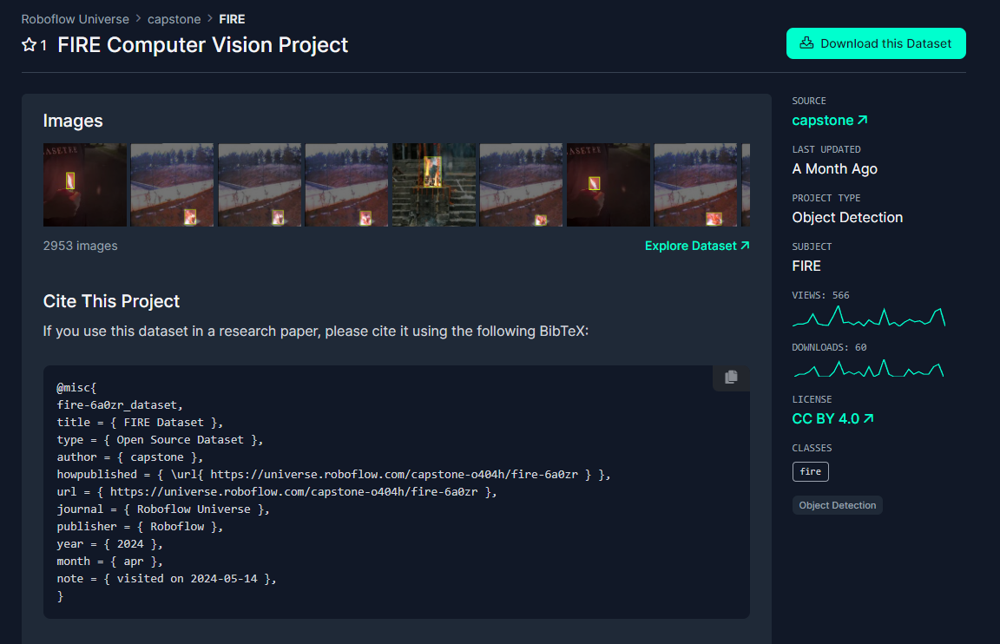 Roboflow Universe > capstone > FIRE
1 FIRE Computer Vision Project
Download this Dataset
Images
2953 images
Explore Dataset
Cite This Project
If you use this dataset in a research paper, please cite it using the following BibTeX:
@misc{
fire-6a0zr_dataset,
title = { FIRE Dataset },
type = { Open Source Dataset },
author = { capstone },
howpublished = { \url{ https://universe.roboflow.com/capstone-o404h/fire-6a0zr } },
url = { https://universe.roboflow.com/capstone-o404h/fire-6a0zr },
journal = { Roboflow Universe },
publisher = { Roboflow },
year = { 2024 },
month = { apr },
note = { visited on 2024-05-14 },
}
SOURCE
capstone
LAST UPDATED
A Month Ago
PROJECT TYPE
Object Detection
SUBJECT
FIRE
VIEWS: 566
DOWNLOADS: 60
LICENSE
CC BY 4.0
CLASSES
fire
Object Detection